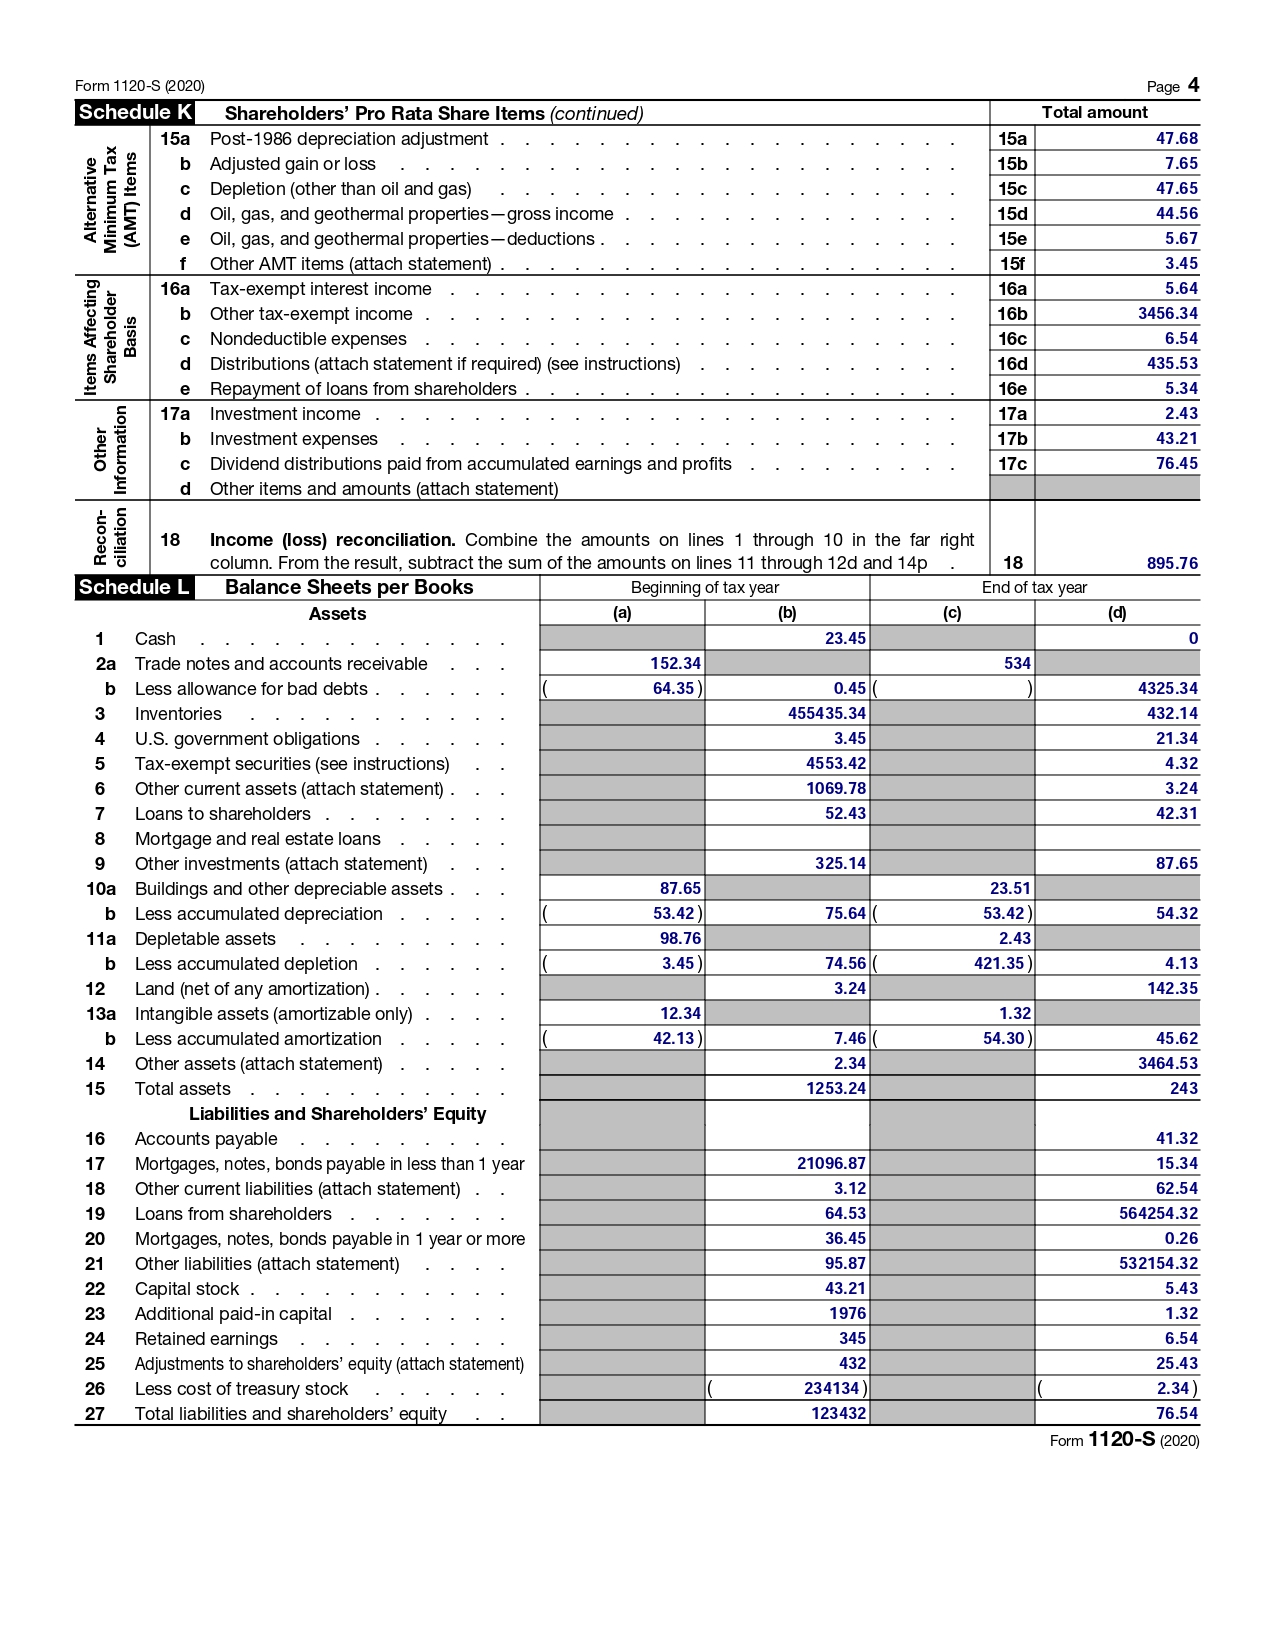 Form 1120-S (2020) Page 4
Schedule K Shareholders’ Pro Rata Share Items (continued) Total amount
Alternative Minimum Tax (AMT) Items
15a Post-1986 depreciation adjustment . . . . . . . . . . . . . . . . . . . 15a 47.68
b Adjusted gain or loss . . . . . . . . . . . . . . . . . . . . . . . 15b 7.65
c Depletion (other than oil and gas) . . . . . . . . . . . . . . . . . . . 15c 47.65
d Oil, gas, and geothermal properties—gross income . . . . . . . . . . . . . . 15d 44.56
e Oil, gas, and geothermal properties—deductions . . . . . . . . . . . . . . . 15e 5.67
f Other AMT items (attach statement) . . . . . . . . . . . . . . . . . . . 15f 3.45
Items Affecting Shareholder Basis
16a Tax-exempt interest income . . . . . . . . . . . . . . . . . . . . . 16a 5.64
b Other tax-exempt income . . . . . . . . . . . . . . . . . . . . . . 16b 3456.34
c Nondeductible expenses . . . . . . . . . . . . . . . . . . . . . . 16c 6.54
d Distributions (attach statement if required) (see instructions) . . . . . . . . . . . 16d 435.53
e Repayment of loans from shareholders . . . . . . . . . . . . . . . . . . 16e 5.34
Other Information
17a Investment income . . . . . . . . . . . . . . . . . . . . . . . . 17a 2.43
b Investment expenses . . . . . . . . . . . . . . . . . . . . . . . 17b 43.21
c Dividend distributions paid from accumulated earnings and profits . . . . . . . . . 17c 76.45
d Other items and amounts (attach statement)
Recon-ciliation
18 Income (loss) reconciliation. Combine the amounts on lines 1 through 10 in the far right
column. From the result, subtract the sum of the amounts on lines 11 through 12d and 14p . 18 895.76
Schedule L Balance Sheets per Books Beginning of tax year End of tax year
Assets (a) (b) (c) (d)
1 Cash . . . . . . . . . . . . . 23.45 0
2a Trade notes and accounts receivable . . . 152.34 534
b Less allowance for bad debts . . . . . . ( 64.35 ) 0.45 ( ) 4325.34
3 Inventories . . . . . . . . . . . 455435.34 432.14
4 U.S. government obligations . . . . . . 3.45 21.34
5 Tax-exempt securities (see instructions) . . 4553.42 4.32
6 Other current assets (attach statement) . . . 1069.78 3.24
7 Loans to shareholders . . . . . . . . 52.43 42.31
8 Mortgage and real estate loans . . . . .
9 Other investments (attach statement) . . . 325.14 87.65
10a Buildings and other depreciable assets . . . 87.65 23.51
b Less accumulated depreciation . . . . . ( 53.42 ) 75.64 ( 53.42 ) 54.32
11a Depletable assets . . . . . . . . . 98.76 2.43
b Less accumulated depletion . . . . . . ( 3.45 ) 74.56 ( 421.35 ) 4.13
12 Land (net of any amortization) . . . . . . 3.24 142.35
13a Intangible assets (amortizable only) . . . . 12.34 1.32
b Less accumulated amortization . . . . . ( 42.13 ) 7.46 ( 54.30 ) 45.62
14 Other assets (attach statement) . . . . . 2.34 3464.53
15 Total assets . . . . . . . . . . . 1253.24 243
Liabilities and Shareholders’ Equity
16 Accounts payable . . . . . . . . . 41.32
17 Mortgages, notes, bonds payable in less than 1 year 21096.87 15.34
18 Other current liabilities (attach statement) . . 3.12 62.54
19 Loans from shareholders . . . . . . . 64.53 564254.32
20 Mortgages, notes, bonds payable in 1 year or more 36.45 0.26
21 Other liabilities (attach statement) . . . . 95.87 532154.32
22 Capital stock . . . . . . . . . . . 43.21 5.43
23 Additional paid-in capital . . . . . . . 1976 1.32
24 Retained earnings . . . . . . . . . 345 6.54
25 Adjustments to shareholders’ equity (attach statement) 432 25.43
26 Less cost of treasury stock . . . . . . ( 234134 ) ( 2.34 )
27 Total liabilities and shareholders’ equity . . 123432 76.54
Form 1120-S (2020)